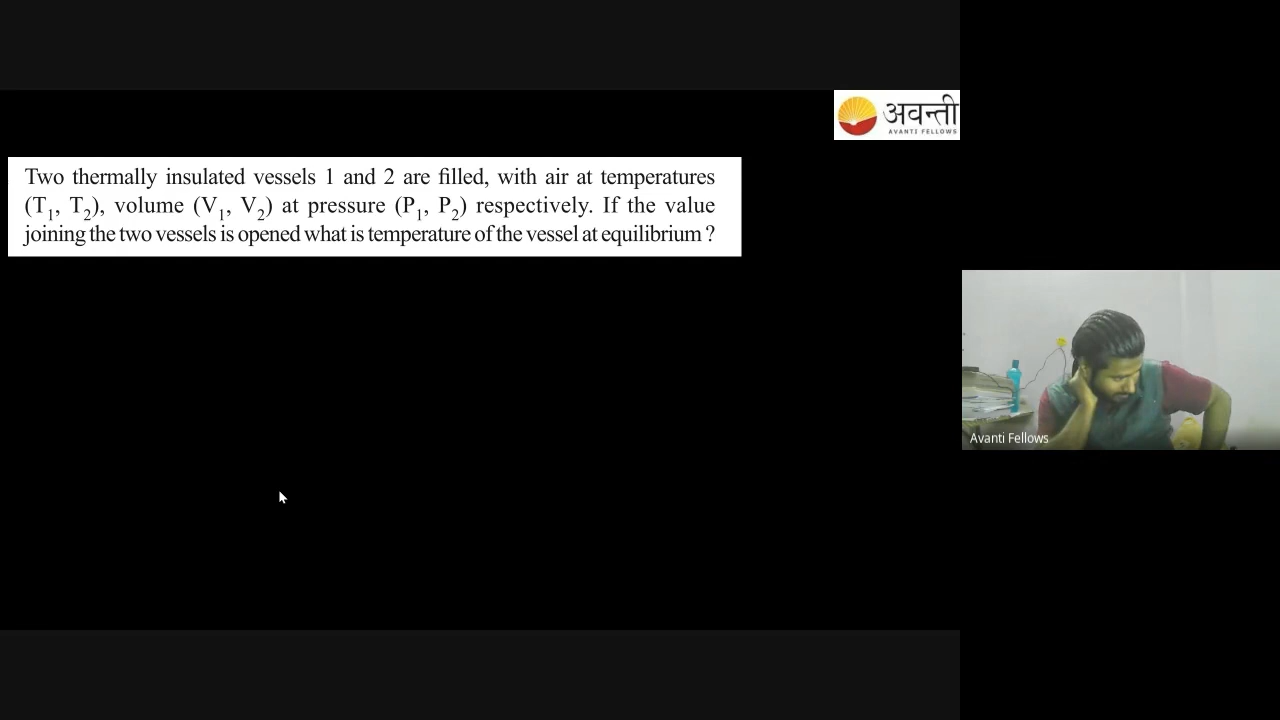 अवन्ती
AVANTI FELLOWS
Two thermally insulated vessels 1 and 2 are filled, with air at temperatures
(T₁, T₂), volume (V₁, V₂) at pressure (P₁, P₂) respectively. If the value
joining the two vessels is opened what is temperature of the vessel at equilibrium ?
Avanti Fellows